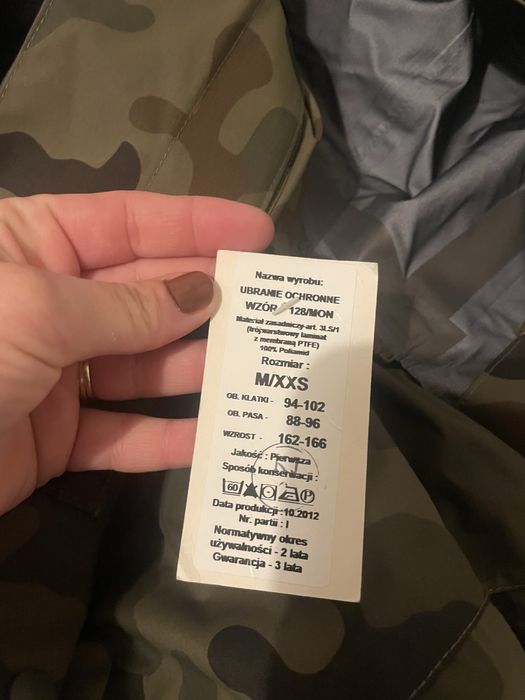 Nazwa wyrobu:
UBRANIE OCHRONNE
WZÓR 128/MON
Materiał zasadniczy-art. 3LS/1
(trójwarstwowy laminat
z membraną PTFE)
100% Poliamid
Rozmiar :
M/XXS
OB. KLATKI - 94-102
OB. PASA - 88-96
WZROST - 162-166
Jakość : Pierwsza
Sposób konserwacji :
60 P
Data produkcji :10.2012
Nr. partii : I
Normatywny okres
używalności - 2 lata
Gwarancja - 3 lata